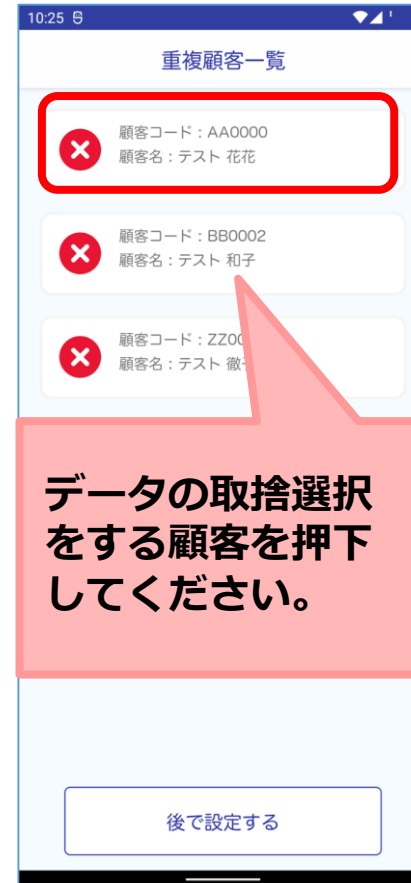 10:25
重複顧客一覧
顧客コード：AA0000
顧客名：テスト 花花
顧客コード：BB0002
顧客名：テスト 和子
顧客コード：ZZ00
顧客名：テスト 徹
データの取捨選択
をする顧客を押下
してください。
後で設定する